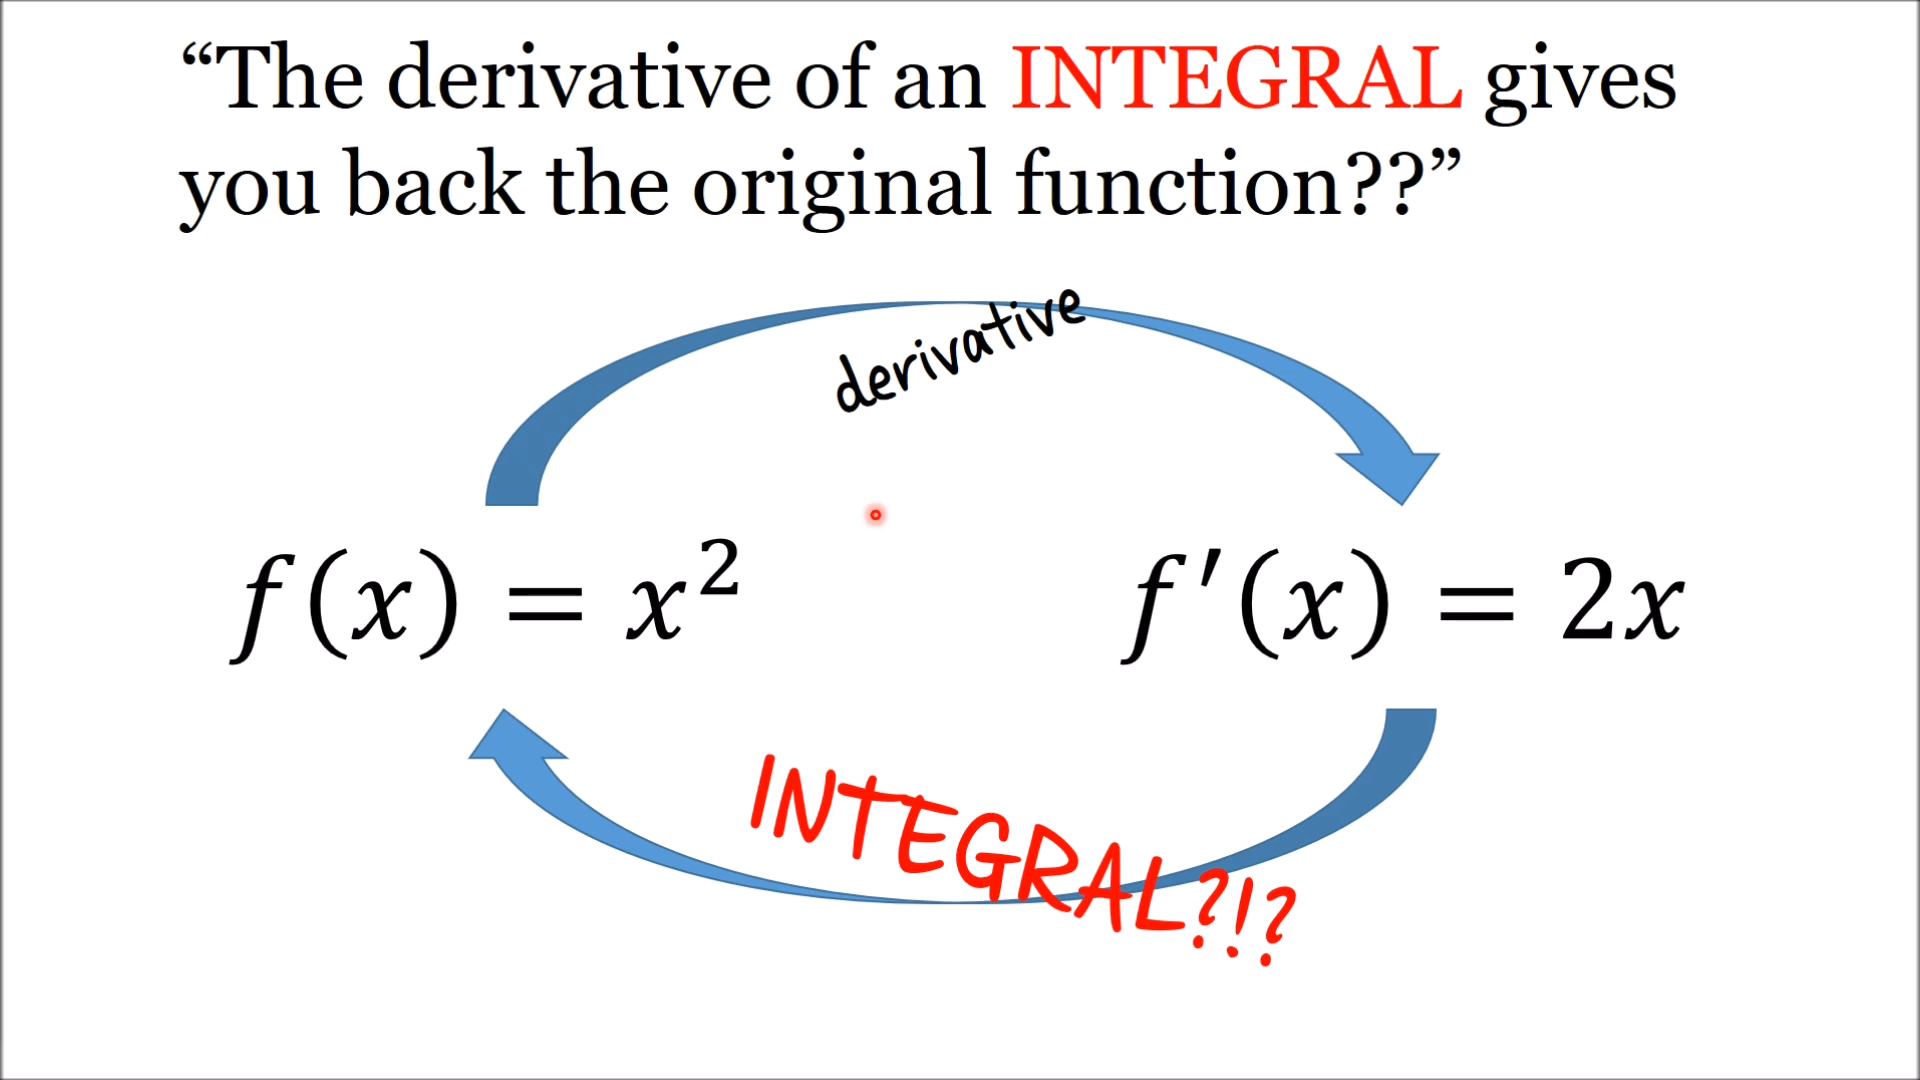 “The derivative of an INTEGRAL gives
you back the original function??”
derivative
f(x) = x²
f′(x) = 2x
INTEGRAL?!?